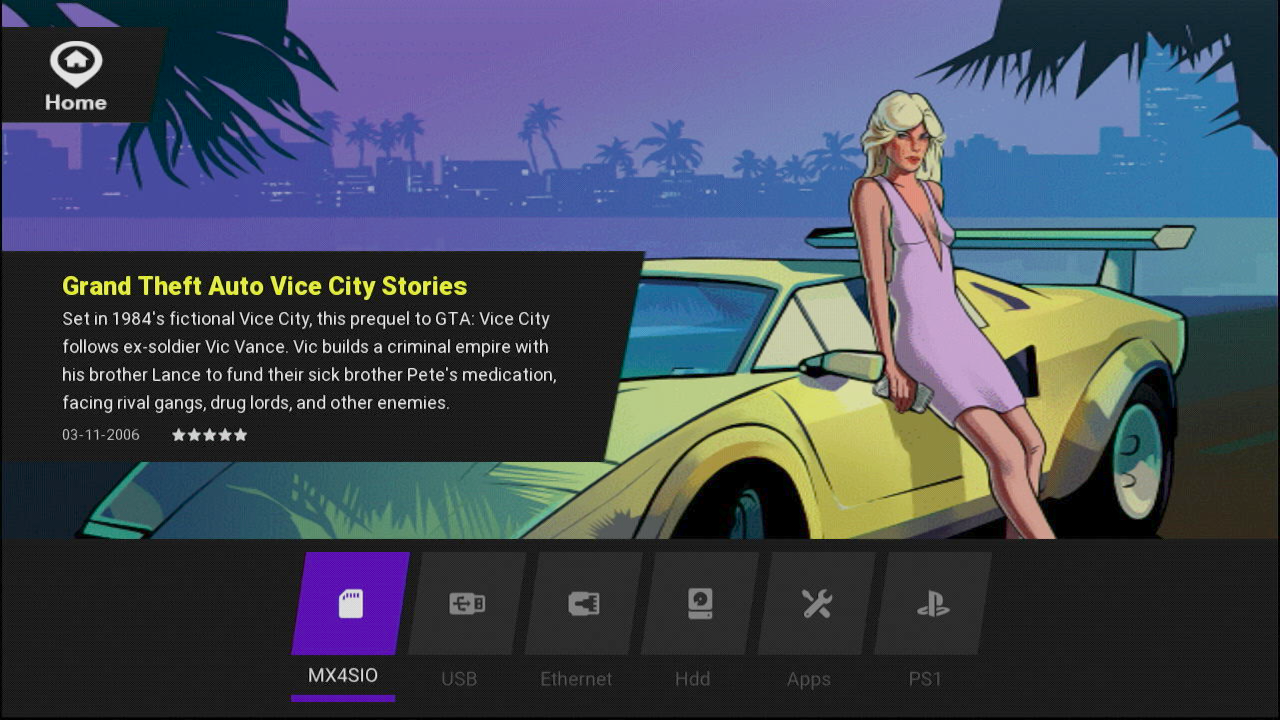 Home
Grand Theft Auto Vice City Stories
Set in 1984's fictional Vice City, this prequel to GTA: Vice City
follows ex-soldier Vic Vance. Vic builds a criminal empire with
his brother Lance to fund their sick brother Pete's medication,
facing rival gangs, drug lords, and other enemies.
03-11-2006 ★★★★★
MX4SIO USB Ethernet Hdd Apps PS1